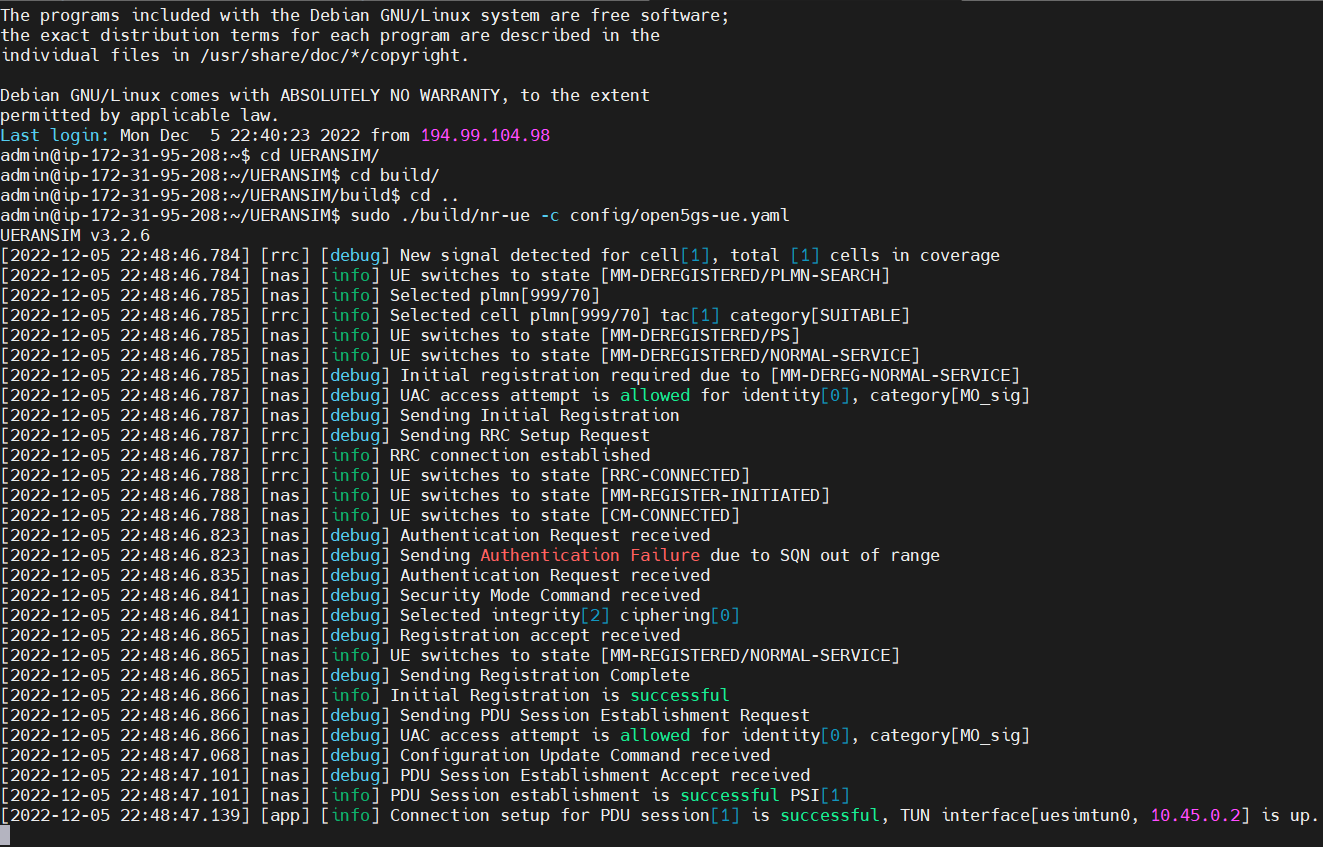 The programs included with the Debian GNU/Linux system are free software;
the exact distribution terms for each program are described in the
individual files in /usr/share/doc/*/copyright.
Debian GNU/Linux comes with ABSOLUTELY NO WARRANTY, to the extent
permitted by applicable law.
Last login: Mon Dec  5 22:40:23 2022 from 194.99.104.98
admin@ip-172-31-95-208:~$ cd UERANSIM/
admin@ip-172-31-95-208:~/UERANSIM$ cd build/
admin@ip-172-31-95-208:~/UERANSIM/build$ cd ..
admin@ip-172-31-95-208:~/UERANSIM$ sudo ./build/nr-ue -c config/open5gs-ue.yaml
UERANSIM v3.2.6
[2022-12-05 22:48:46.784] [rrc] [debug] New signal detected for cell[1], total [1] cells in coverage
[2022-12-05 22:48:46.784] [nas] [info] UE switches to state [MM-DEREGISTERED/PLMN-SEARCH]
[2022-12-05 22:48:46.785] [nas] [info] Selected plmn[999/70]
[2022-12-05 22:48:46.785] [rrc] [info] Selected cell plmn[999/70] tac[1] category[SUITABLE]
[2022-12-05 22:48:46.785] [nas] [info] UE switches to state [MM-DEREGISTERED/PS]
[2022-12-05 22:48:46.785] [nas] [info] UE switches to state [MM-DEREGISTERED/NORMAL-SERVICE]
[2022-12-05 22:48:46.785] [nas] [debug] Initial registration required due to [MM-DEREG-NORMAL-SERVICE]
[2022-12-05 22:48:46.787] [nas] [debug] UAC access attempt is allowed for identity[0], category[MO_sig]
[2022-12-05 22:48:46.787] [nas] [debug] Sending Initial Registration
[2022-12-05 22:48:46.787] [rrc] [debug] Sending RRC Setup Request
[2022-12-05 22:48:46.787] [rrc] [info] RRC connection established
[2022-12-05 22:48:46.788] [rrc] [info] UE switches to state [RRC-CONNECTED]
[2022-12-05 22:48:46.788] [nas] [info] UE switches to state [MM-REGISTER-INITIATED]
[2022-12-05 22:48:46.788] [nas] [info] UE switches to state [CM-CONNECTED]
[2022-12-05 22:48:46.823] [nas] [debug] Authentication Request received
[2022-12-05 22:48:46.823] [nas] [debug] Sending Authentication Failure due to SQN out of range
[2022-12-05 22:48:46.835] [nas] [debug] Authentication Request received
[2022-12-05 22:48:46.841] [nas] [debug] Security Mode Command received
[2022-12-05 22:48:46.841] [nas] [debug] Selected integrity[2] ciphering[0]
[2022-12-05 22:48:46.865] [nas] [debug] Registration accept received
[2022-12-05 22:48:46.865] [nas] [info] UE switches to state [MM-REGISTERED/NORMAL-SERVICE]
[2022-12-05 22:48:46.865] [nas] [debug] Sending Registration Complete
[2022-12-05 22:48:46.866] [nas] [info] Initial Registration is successful
[2022-12-05 22:48:46.866] [nas] [debug] Sending PDU Session Establishment Request
[2022-12-05 22:48:46.866] [nas] [debug] UAC access attempt is allowed for identity[0], category[MO_sig]
[2022-12-05 22:48:47.068] [nas] [debug] Configuration Update Command received
[2022-12-05 22:48:47.101] [nas] [debug] PDU Session Establishment Accept received
[2022-12-05 22:48:47.101] [nas] [info] PDU Session establishment is successful PSI[1]
[2022-12-05 22:48:47.139] [app] [info] Connection setup for PDU session[1] is successful, TUN interface[uesimtun0, 10.45.0.2] is up.